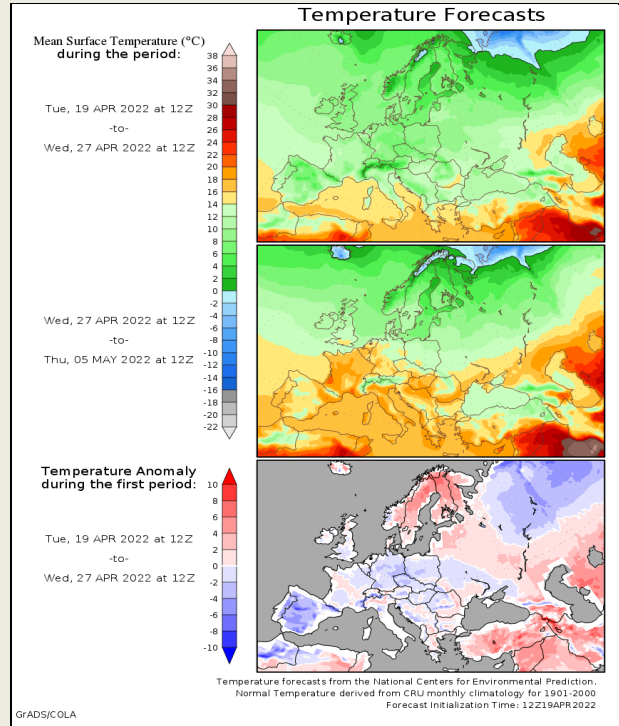 Temperature Forecasts
Mean Surface Temperature (°C)
during the period:
38
36
34
32
30
28
26
24
22
20
18
16
14
12
10
8
6
4
2
0
-2
-4
-6
-8
-10
-12
-14
-16
-18
-20
-22
Tue, 19 APR 2022 at 12Z
-to-
Wed, 27 APR 2022 at 12Z
Wed, 27 APR 2022 at 12Z
-to-
Thu, 05 MAY 2022 at 12Z
Temperature Anomaly
during the first period:
10
8
6
4
2
0
-2
-4
-6
-8
-10
Tue, 19 APR 2022 at 12Z
-to-
Wed, 27 APR 2022 at 12Z
Temperature forecasts from the National Centers for Environmental Prediction.
Normal Temperature derived from CRU monthly climatology for 1901-2000
Forecast Initialization Time: 12Z19APR2022
GrADS/COLA